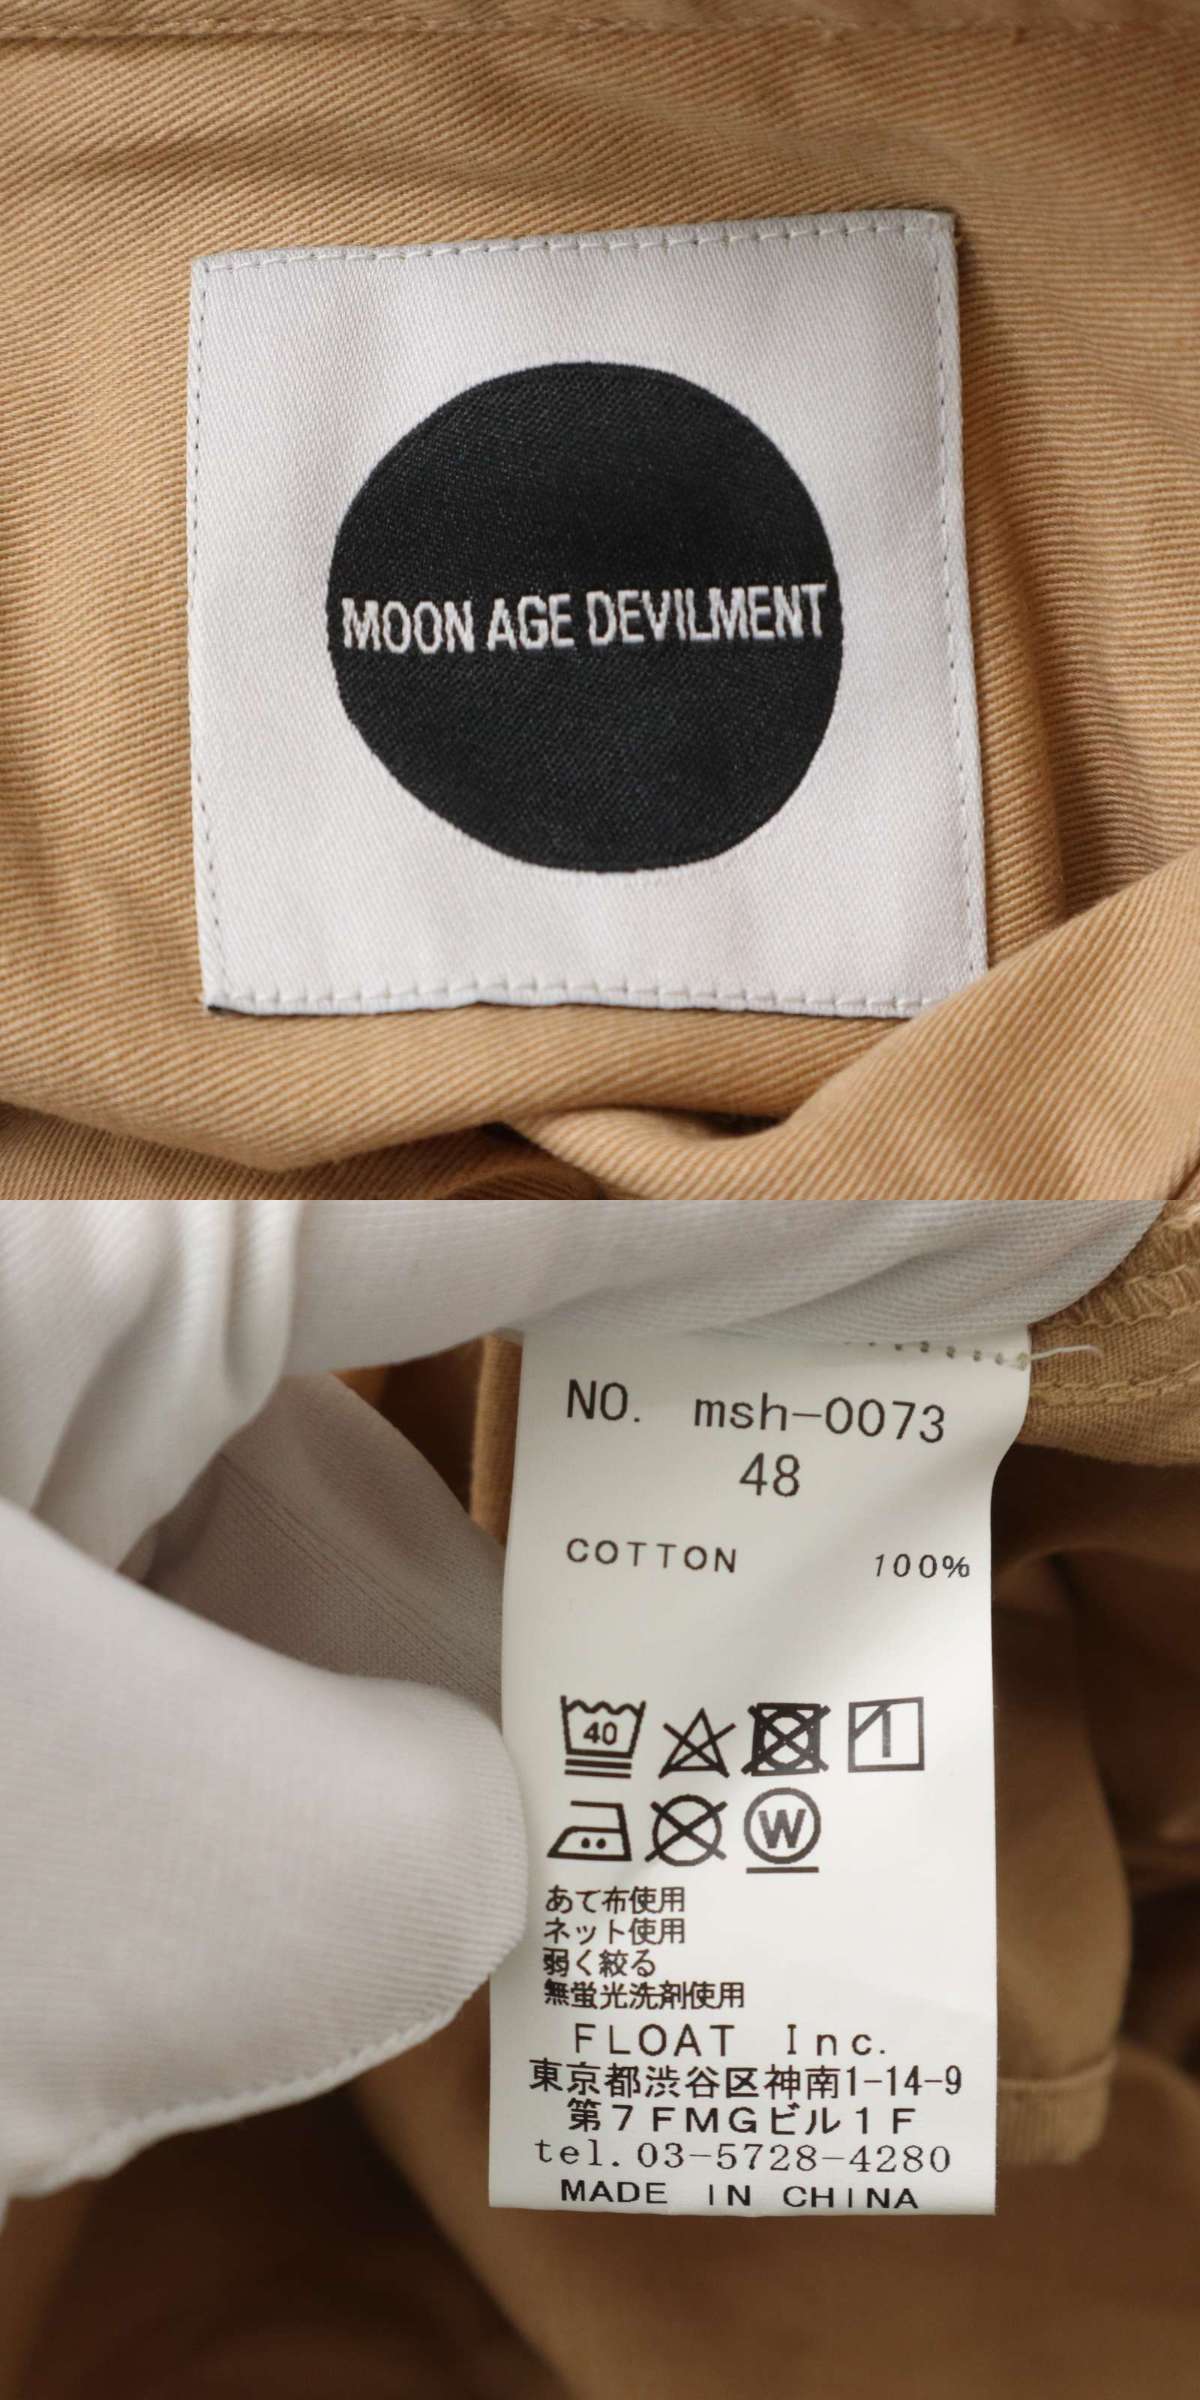 MOON AGE DEVILMENT
NO. msh-0073
48
COTTON 100%
40
W
あて布使用
ネット使用
弱く絞る
無蛍光洗剤使用
FLOAT Inc.
東京都渋谷区神南1-14-9
第7FMGビル1F
tel.03-5728-4280
MADE IN CHINA